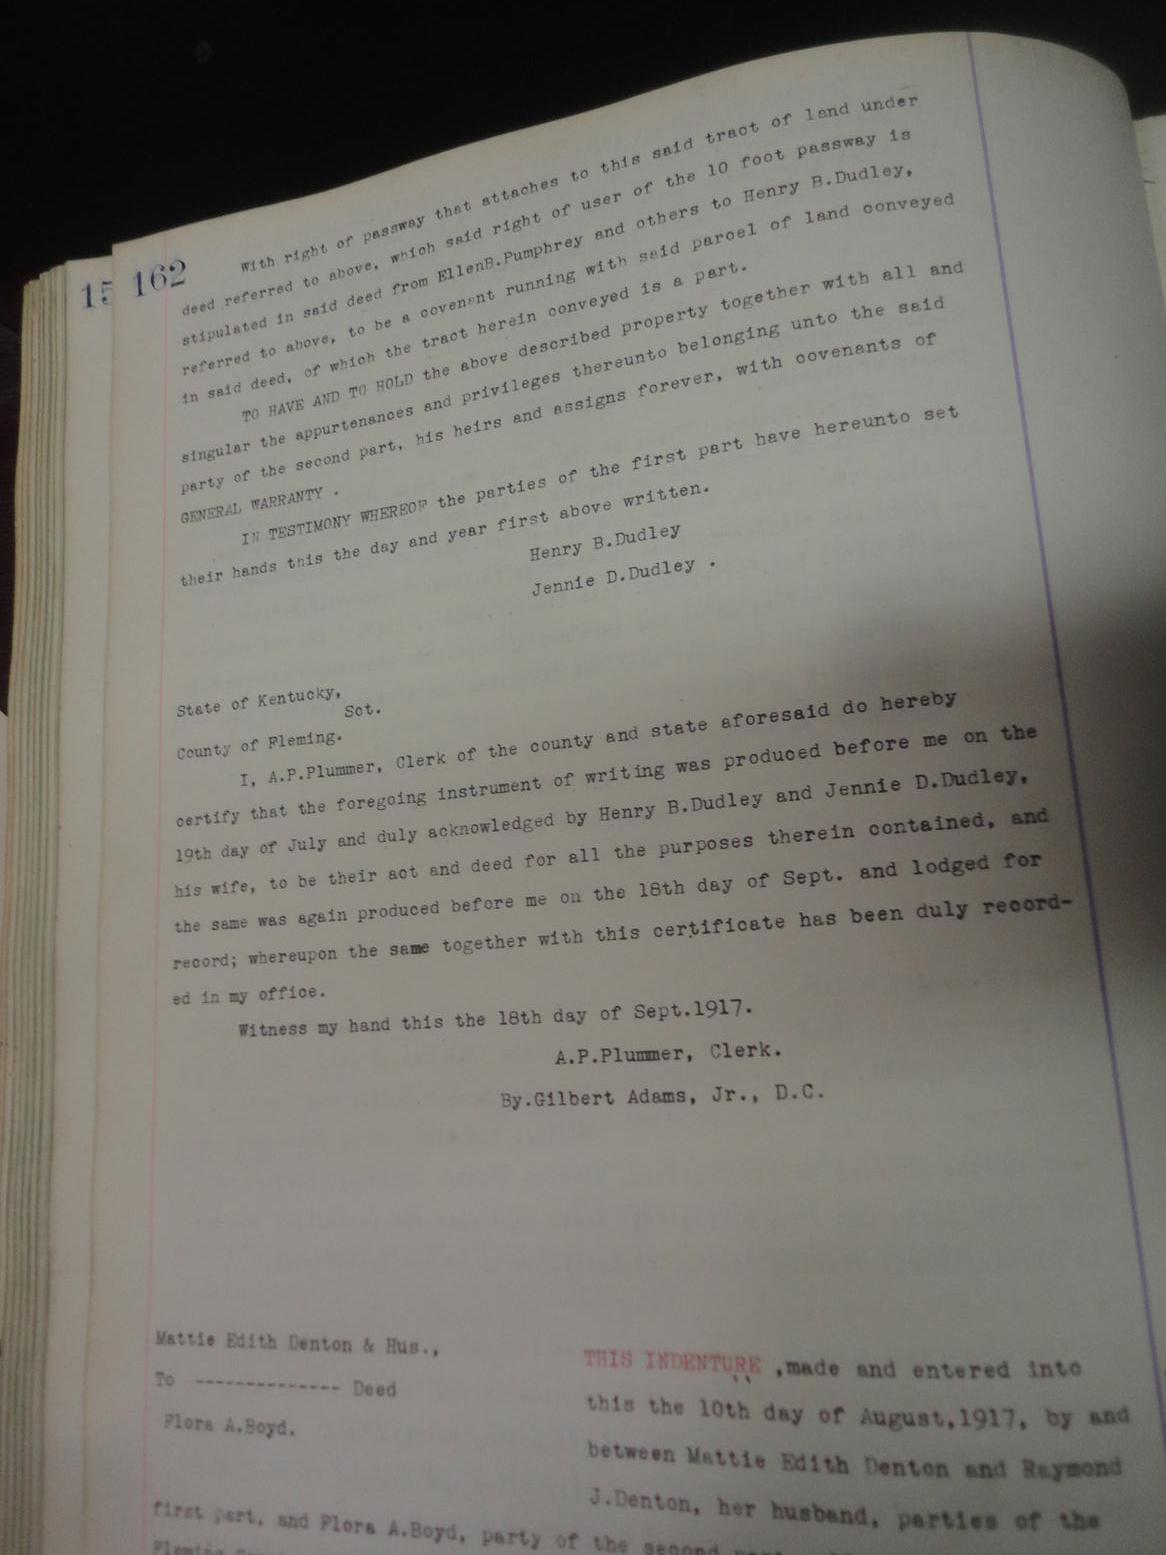 15
162
With right of passway that attaches to this said tract of land under
deed referred to above, which said right of user of the 10 foot passway is
stipulated in said deed from EllenB.Pumphrey and others to Henry B.Dudley,
referred to above, to be a covenent running with said parcel of land conveyed
in said deed, of which the tract herein conveyed is a part.
TO HAVE AND TO HOLD the above described property together with all and
singular the appurtenances and privileges thereunto belonging unto the said
party of the second part, his heirs and assigns forever, with covenants of
GENERAL WARRANTY .
IN TESTIMONY WHEREOF the parties of the first part have hereunto set
their hands this the day and year first above written.
Henry B.Dudley
Jennie D.Dudley .
State of Kentucky,
Sct.
County of Fleming.
I, A.P.Plummer, Clerk of the county and state aforesaid do hereby
certify that the foregoing instrument of writing was produced before me on the
19th day of July and duly acknowledged by Henry B.Dudley and Jennie D.Dudley,
his wife, to be their act and deed for all the purposes therein contained, and
the same was again produced before me on the 18th day of Sept. and lodged for
record; whereupon the same together with this certificate has been duly record-
ed in my office.
Witness my hand this the 18th day of Sept.1917.
A.P.Plummer, Clerk.
By.Gilbert Adams, Jr., D.C.
Mattie Edith Denton & Hus.,
To -------------- Deed
Flora A.Boyd.
THIS INDENTURE ,made and entered into
this the 10th day of August,1917, by and
between Mattie Edith Denton and Raymond
J.Denton, her husband, parties of the
first part, and Flora A.Boyd, party of the second
Fleming